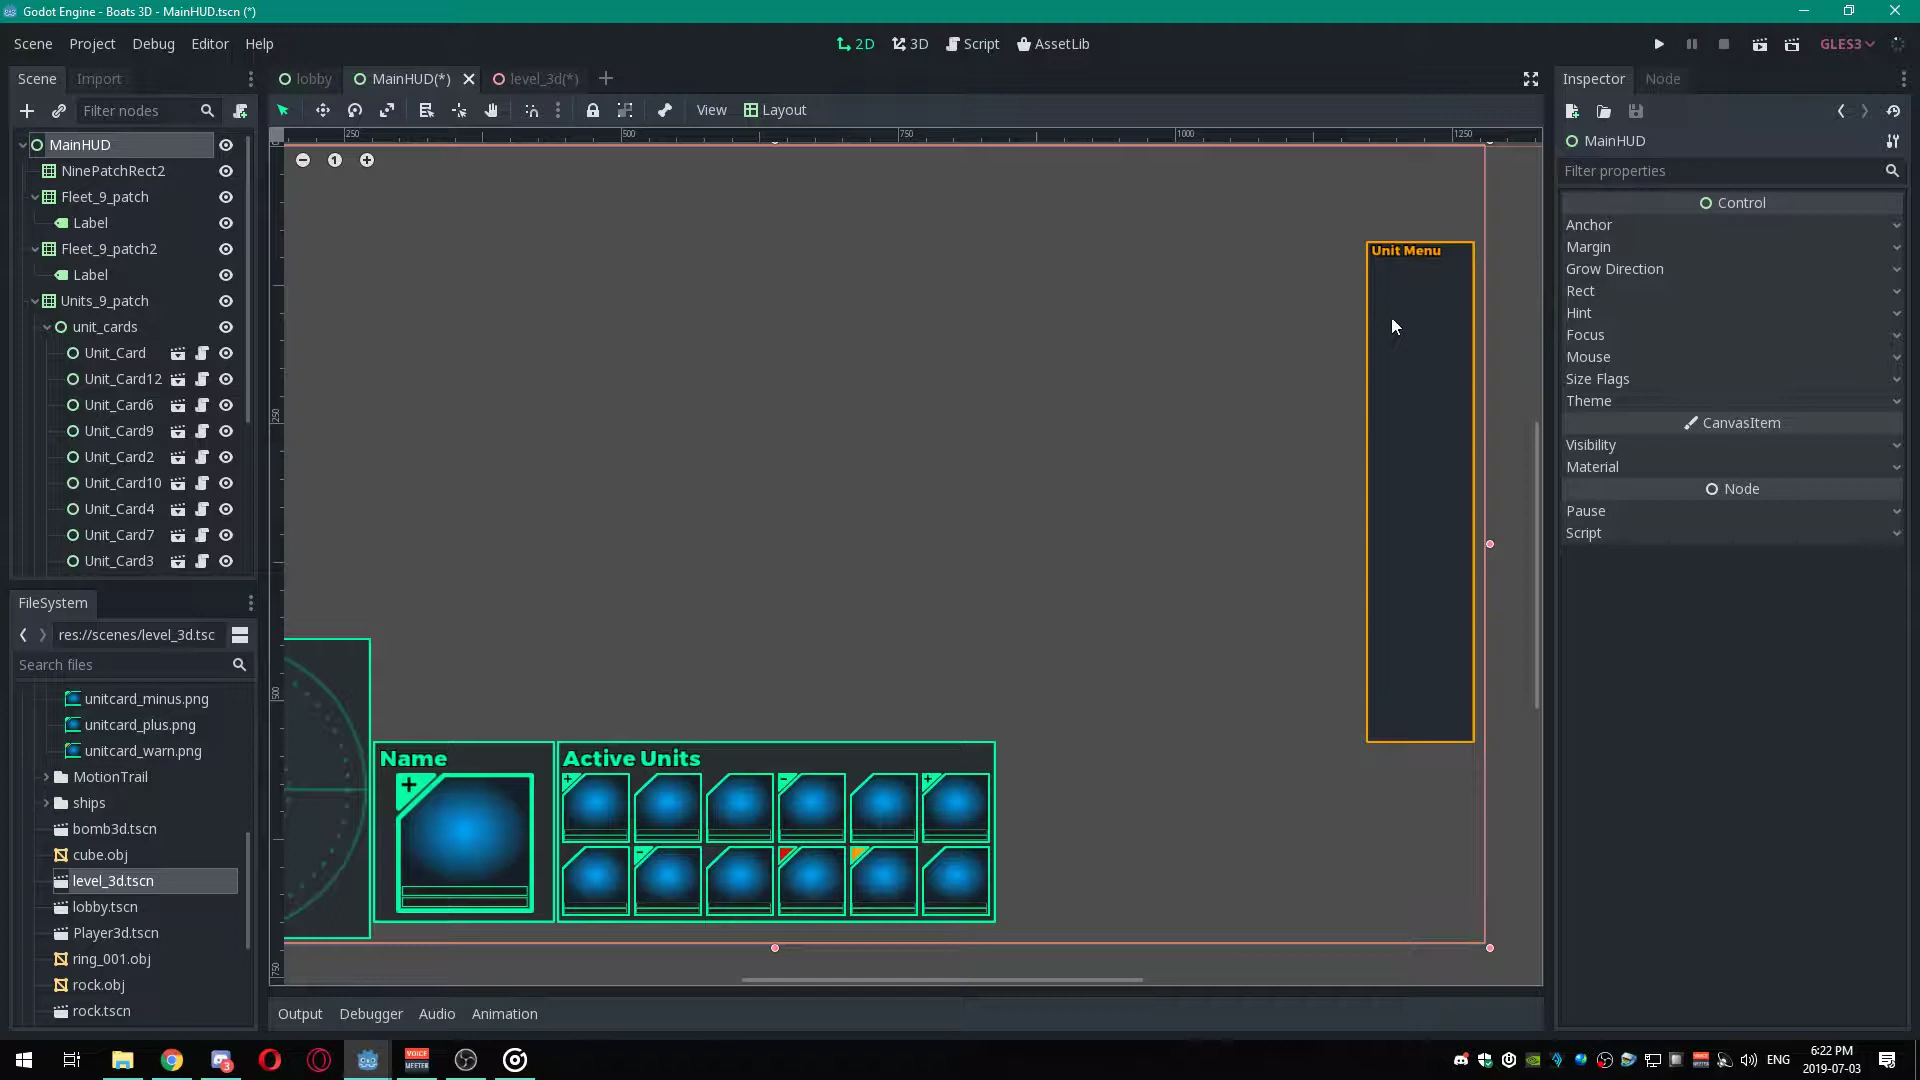 Godot Engine - Boats 3D - MainHUD.tscn (*)
Scene Project Debug Editor Help
2D 3D Script AssetLib
GLES3
Scene Import
lobby MainHUD(*) level_3d(*)
Inspector Node
Filter nodes
View Layout
250 500 750 1000 1250
MainHUD
MainHUD
NinePatchRect2
Filter properties
Fleet_9_patch
Control
Label
Anchor
Fleet_9_patch2
Margin
Unit Menu
Label
Grow Direction
Units_9_patch
Rect
unit_cards
Hint
Unit_Card
Focus
Unit_Card12
Mouse
Unit_Card6
Size Flags
Unit_Card9
Theme
Unit_Card2
CanvasItem
Unit_Card10
Visibility
Unit_Card4
Material
Unit_Card7
Node
Unit_Card3
Pause
Script
250
500
750
FileSystem
res://scenes/level_3d.tsc
Search files
unitcard_minus.png
unitcard_plus.png
unitcard_warn.png
MotionTrail
ships
bomb3d.tscn
cube.obj
level_3d.tscn
lobby.tscn
Player3d.tscn
ring_001.obj
rock.obj
rock.tscn
Name
Active Units
Output Debugger Audio Animation
VOICE
MEETER
3
ENG
6:22 PM
2019-07-03